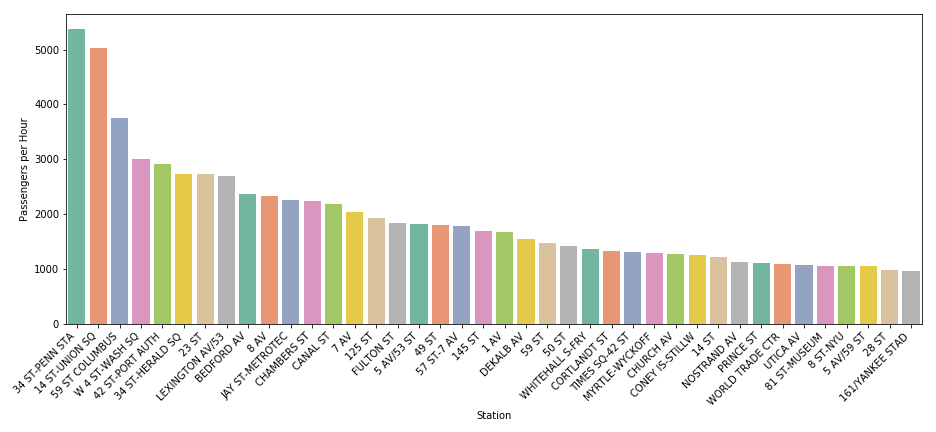 5000
4000
3000
2000
1000
0
Passengers per Hour
34 ST-PENN STA
14 ST-UNION SQ
59 ST COLUMBUS
W 4 ST-WASH SQ
42 ST-PORT AUTH
34 ST-HERALD SQ
23 ST
LEXINGTON AV/53
BEDFORD AV
8 AV
JAY ST-METROTEC
CHAMBERS ST
CANAL ST
7 AV
125 ST
FULTON ST
5 AV/53 ST
49 ST
57 ST-7 AV
145 ST
1 AV
DEKALB AV
59 ST
50 ST
WHITEHALL S-FRY
CORTLANDT ST
TIMES SQ-42 ST
MYRTLE-WYCKOFF
CHURCH AV
CONEY IS-STILLW
14 ST
NOSTRAND AV
PRINCE ST
WORLD TRADE CTR
UTICA AV
81 ST-MUSEUM
8 ST-NYU
5 AV/59 ST
28 ST
161/YANKEE STAD
Station